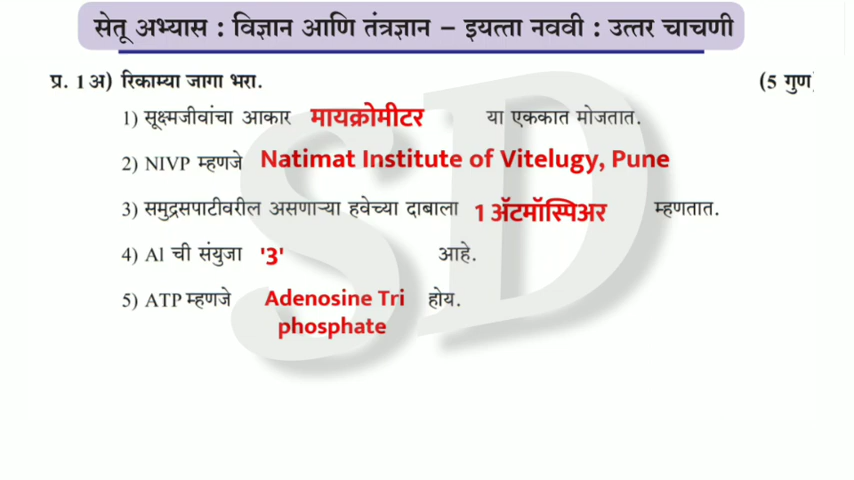 सेतू अभ्यास : विज्ञान आणि तंत्रज्ञान – इयत्ता नववी : उत्तर चाचणी
प्र. 1 अ) रिकाम्या जागा भरा. (5 गुण)
1) सूक्ष्मजीवांचा आकार मायक्रोमीटर या एककात मोजतात.
2) NIVP म्हणजे Natimat Institute of Vitelugy, Pune
3) समुद्रसपाटीवरील असणाऱ्या हवेच्या दाबाला 1 ॲटमॉस्पिअर म्हणतात.
4) Al ची संयुजा '3' आहे.
5) ATP म्हणजे Adenosine Tri होय.
phosphate
SD